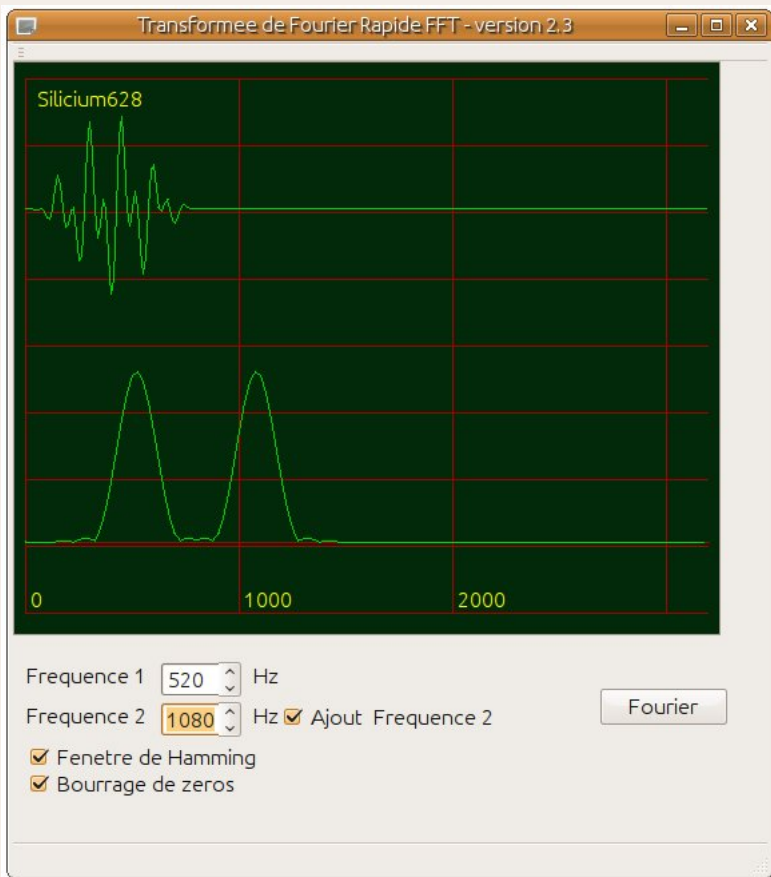 Transformee de Fourier Rapide FFT - version 2.3
Silicium628
0 1000 2000
Frequence 1 520 Hz
Frequence 2 1080 Hz Ajout Frequence 2
Fourier
Fenetre de Hamming
Bourrage de zeros